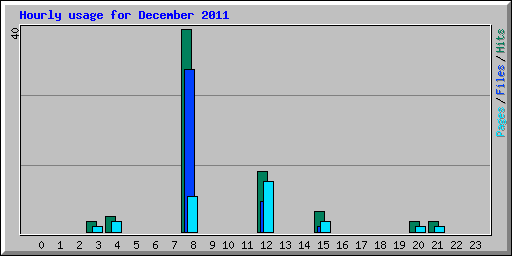 Hourly usage for December 2011
40
Pages/Files/Hits
0 1 2 3 4 5 6 7 8 9 10 11 12 13 14 15 16 17 18 19 20 21 22 23